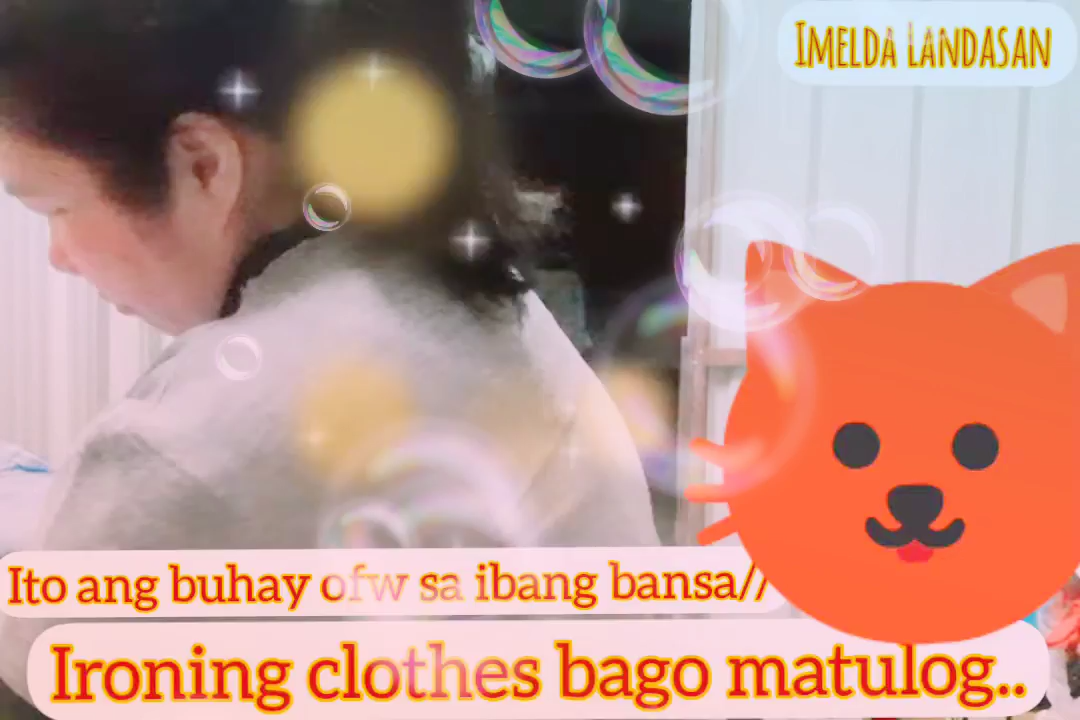 IMELDA LANDASAN
Ito ang buhay ofw sa ibang bansa//
Ironing clothes bago matulog..